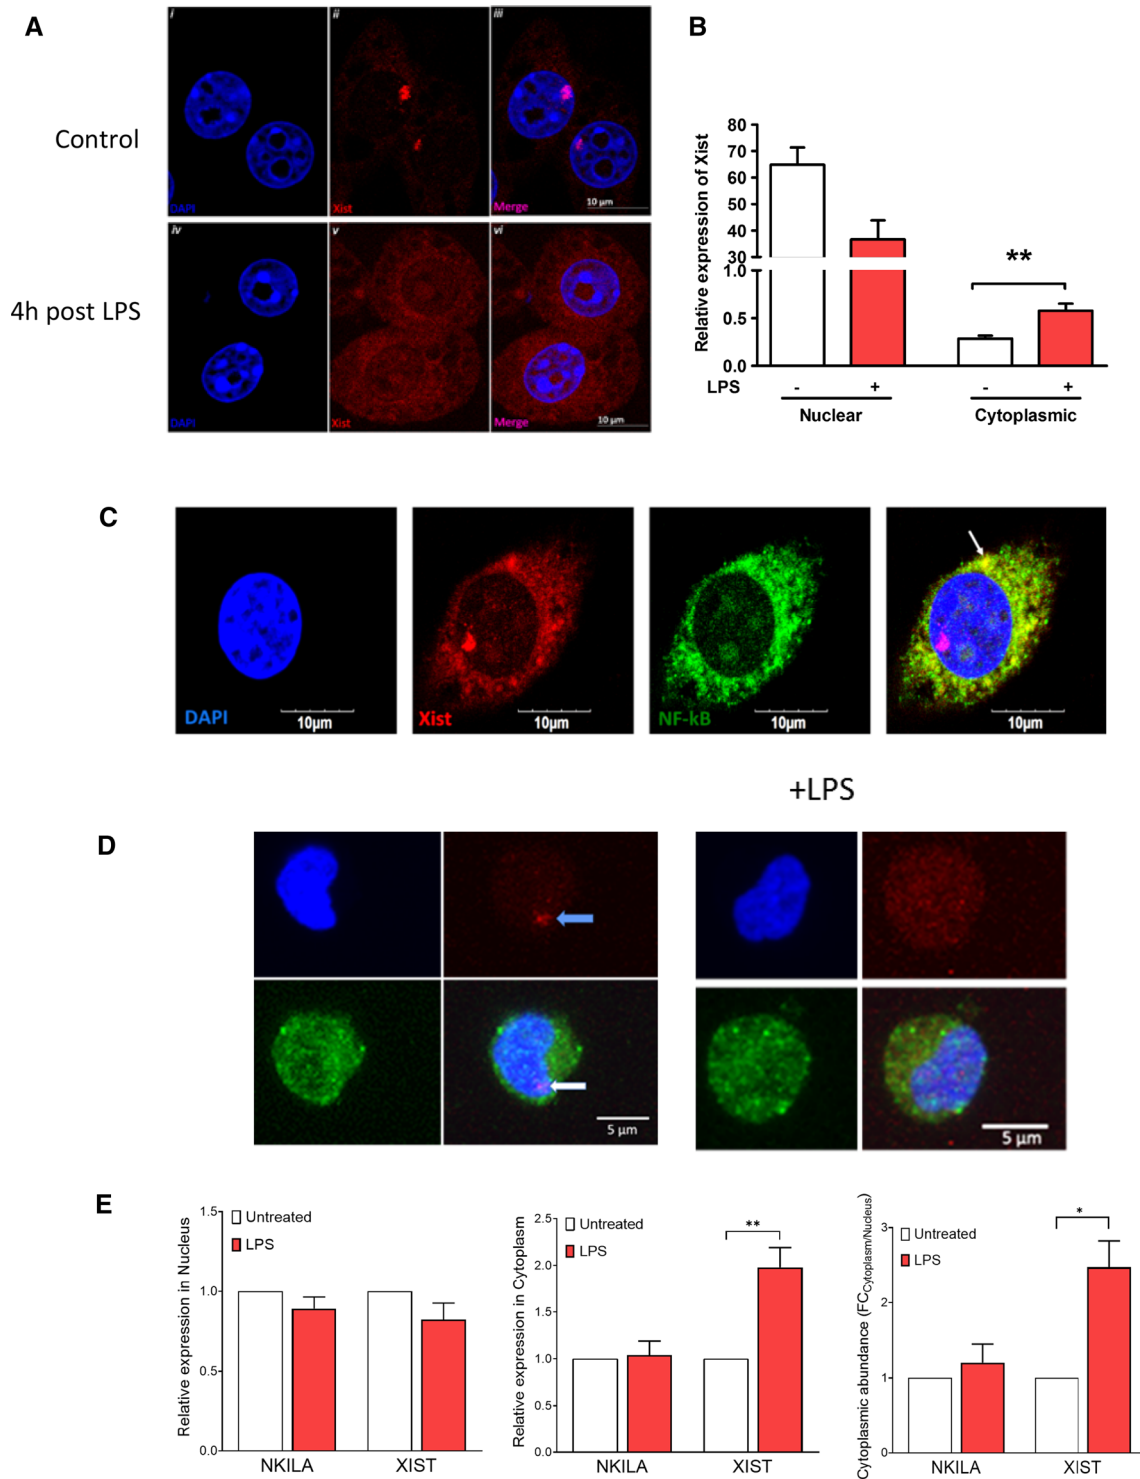 A
Control
i
ii
iii
DAPI
Xist
Merge
10 µm
4h post LPS
iv
v
vi
DAPI
Xist
Merge
10 µm
B
Relative expression of Xist
80
70
60
50
40
30
1.0
0.5
0.0
**
LPS - + - +
Nuclear Cytoplasmic
C
DAPI
10µm
Xist
10µm
NF-kB
10µm
10µm
+LPS
D
5 µm
5 µm
E
Relative expression in Nucleus
1.5
1.0
0.5
0.0
Untreated
LPS
NKILA XIST
Relative expression in Cytoplasm
2.5
2.0
1.5
1.0
0.5
0.0
Untreated
LPS
**
NKILA XIST
Cytoplasmic abundance (FCCytoplasm/Nucleus)
3
2
1
0
Untreated
LPS
*
NKILA XIST